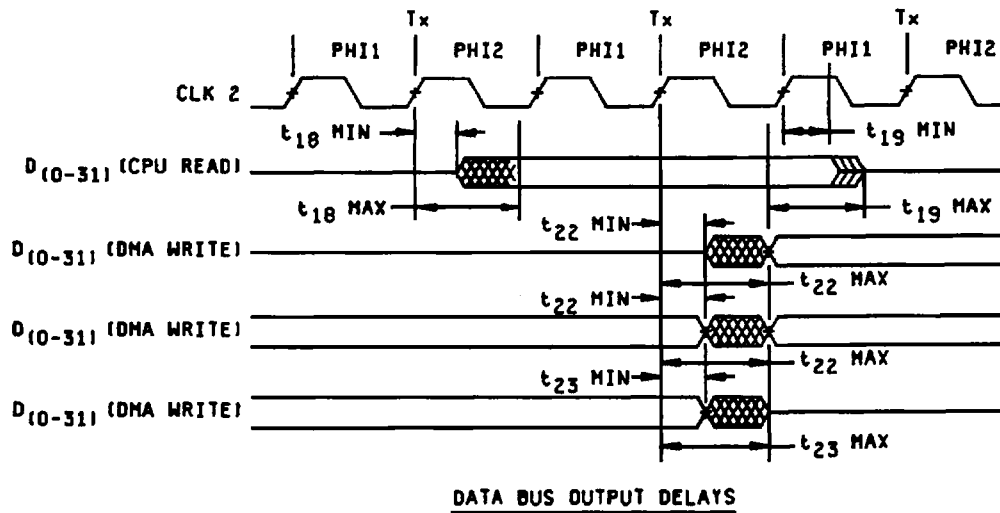 Tx Tx Tx
PHI1 PHI2 PHI1 PHI2 PHI1 PHI2
CLK 2
t18 MIN t19 MIN
D(0-31) (CPU READ)
t18 MAX t19 MAX
t22 MIN
D(0-31) (DMA WRITE)
t22 MAX
t22 MIN
D(0-31) (DMA WRITE)
t22 MAX
t23 MIN
D(0-31) (DMA WRITE)
t23 MAX
DATA BUS OUTPUT DELAYS